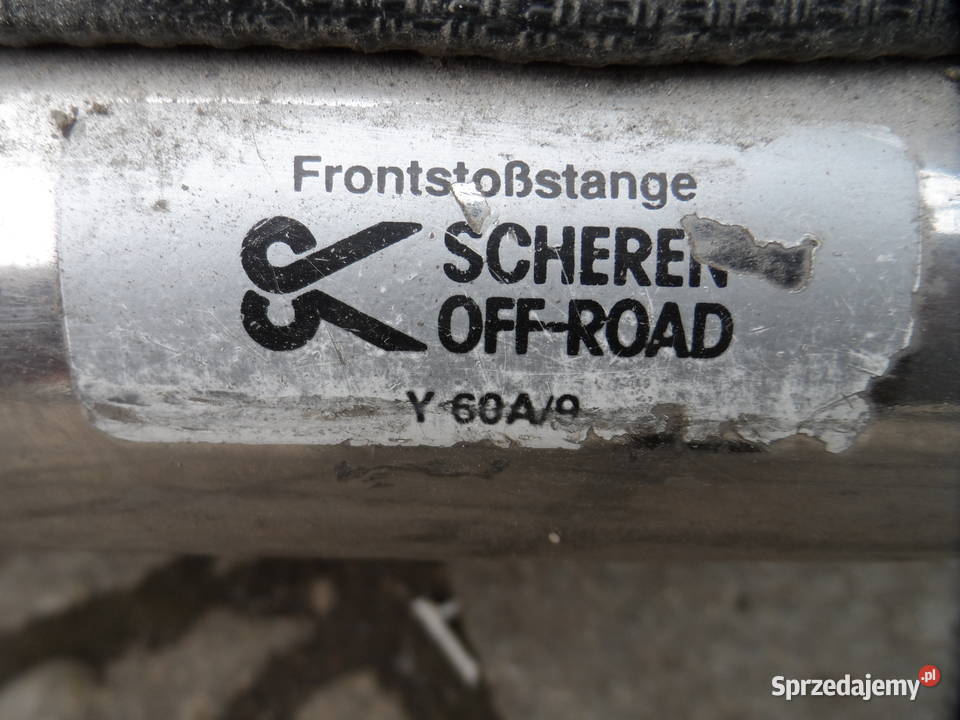 Frontstoßstange
SCHEREN
OFF-ROAD
Y 60A/9
Sprzedajemy.pl